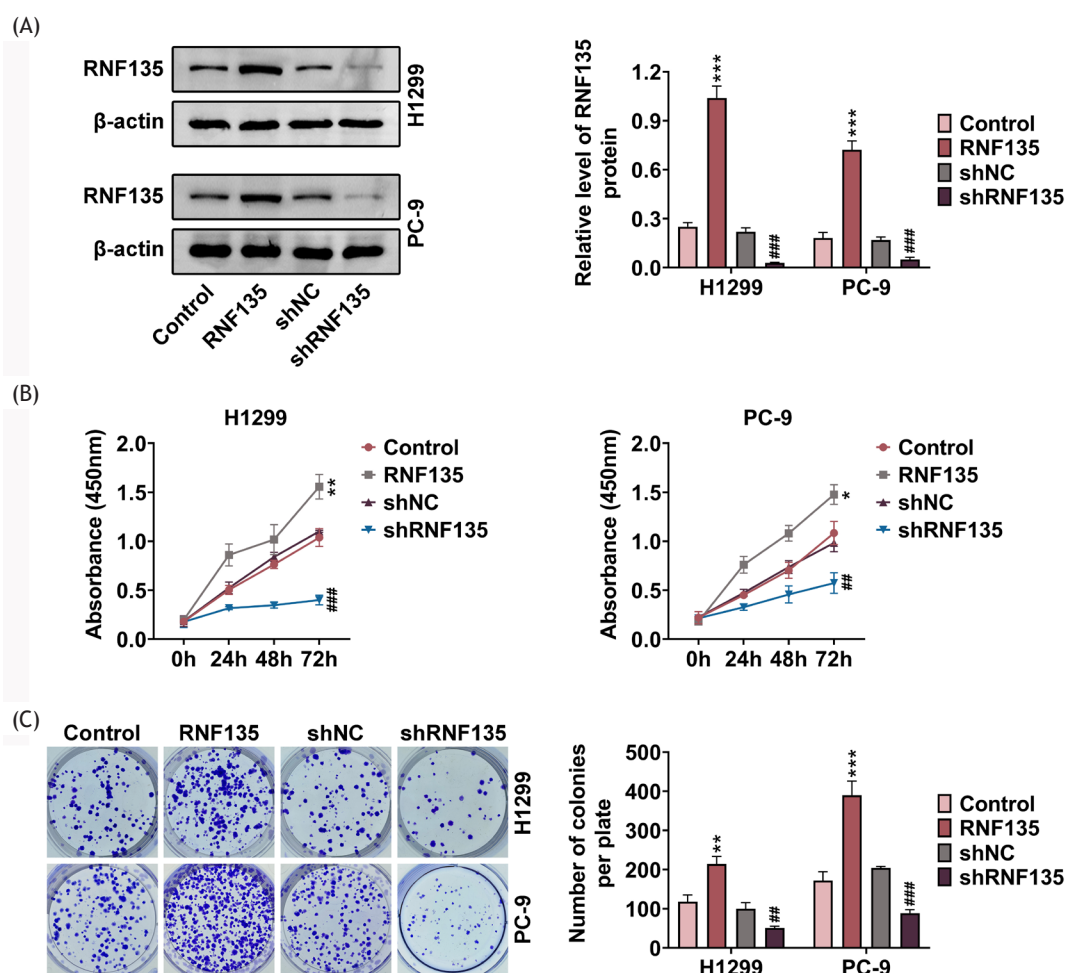 (A)
RNF135
β-actin
H1299
RNF135
β-actin
PC-9
Control
RNF135
shNC
shRNF135
Relative level of RNF135
protein
1.2
0.9
0.6
0.3
0.0
***
###
***
###
H1299
PC-9
Control
RNF135
shNC
shRNF135
(B)
H1299
Absorbance (450nm)
2.0
1.5
1.0
0.5
0.0
0h 24h 48h 72h
**
###
Control
RNF135
shNC
shRNF135
PC-9
Absorbance (450nm)
2.0
1.5
1.0
0.5
0.0
0h 24h 48h 72h
*
##
Control
RNF135
shNC
shRNF135
(C)
Control RNF135 shNC shRNF135
H1299
PC-9
Number of colonies
per plate
500
400
300
200
100
0
**
##
***
###
H1299
PC-9
Control
RNF135
shNC
shRNF135